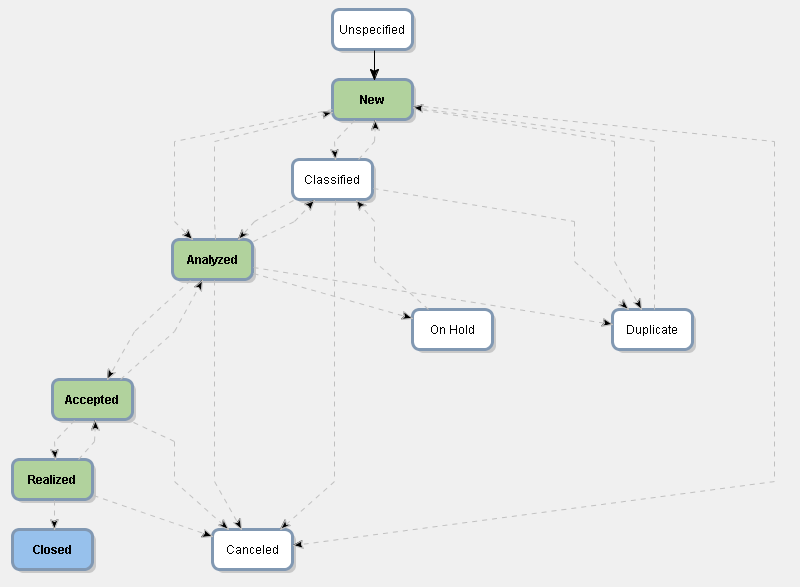 Unspecified
New
Classified
Analyzed
On Hold
Duplicate
Accepted
Realized
Closed
Canceled